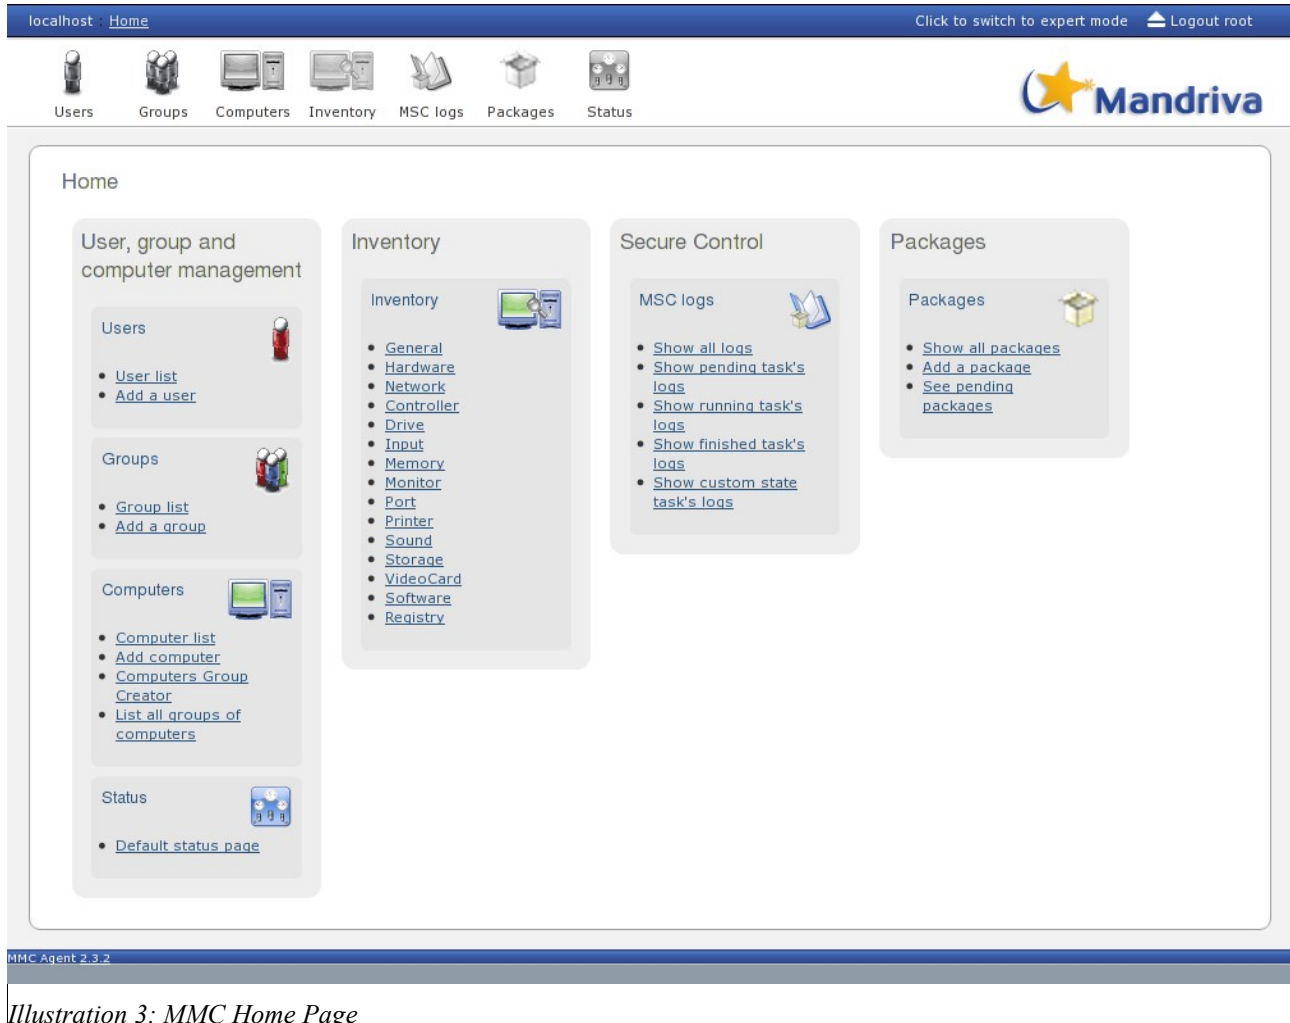 localhost : Home
Click to switch to expert mode
Logout root
Users
Groups
Computers
Inventory
MSC logs
Packages
Status
Mandriva
Home
User, group and
computer management
Users
User list
Add a user
Groups
Group list
Add a group
Computers
Computer list
Add computer
Computers Group
Creator
List all groups of
computers
Status
Default status page
Inventory
Inventory
General
Hardware
Network
Controller
Drive
Input
Memory
Monitor
Port
Printer
Sound
Storage
VideoCard
Software
Registry
Secure Control
MSC logs
Show all logs
Show pending task's
logs
Show running task's
logs
Show finished task's
logs
Show custom state
task's logs
Packages
Packages
Show all packages
Add a package
See pending
packages
MMC Agent 2.3.2
Illustration 3: MMC Home Page